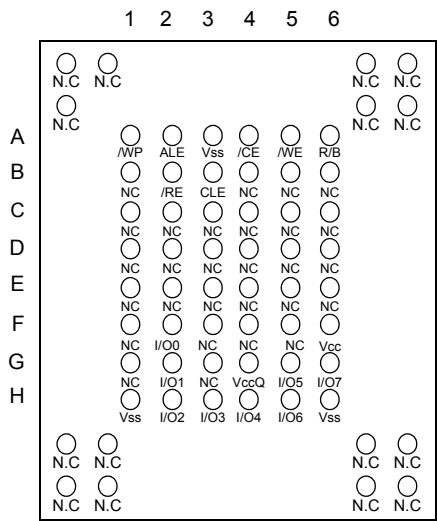 1 2 3 4 5 6
N.C N.C N.C N.C
N.C N.C N.C
A
/WP ALE Vss /CE /WE R/B
B
NC /RE CLE NC NC NC
C
NC NC NC NC NC NC
D
NC NC NC NC NC NC
E
NC NC NC NC NC NC
F
NC I/O0 NC NC NC Vcc
G
NC I/O1 NC VccQ I/O5 I/O7
H
Vss I/O2 I/O3 I/O4 I/O6 Vss
N.C N.C N.C N.C
N.C N.C N.C N.C